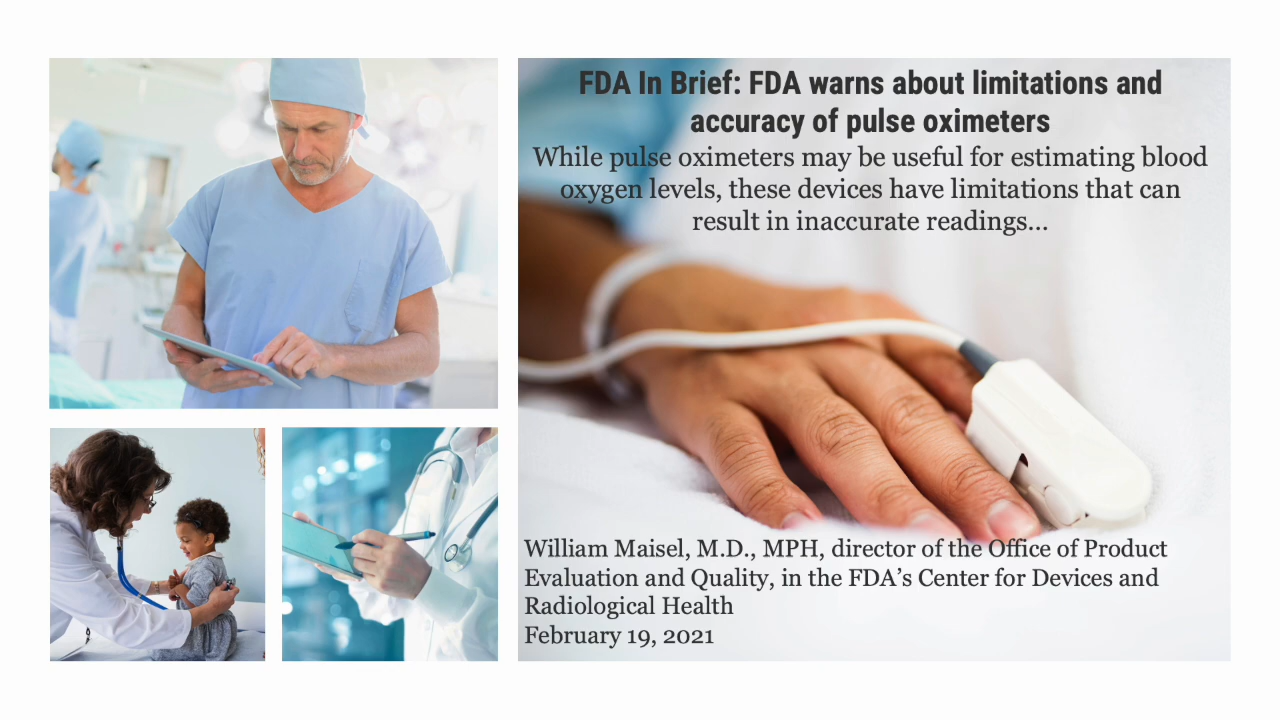 FDA In Brief: FDA warns about limitations and
accuracy of pulse oximeters
While pulse oximeters may be useful for estimating blood
oxygen levels, these devices have limitations that can
result in inaccurate readings...
William Maisel, M.D., MPH, director of the Office of Product
Evaluation and Quality, in the FDA’s Center for Devices and
Radiological Health
February 19, 2021